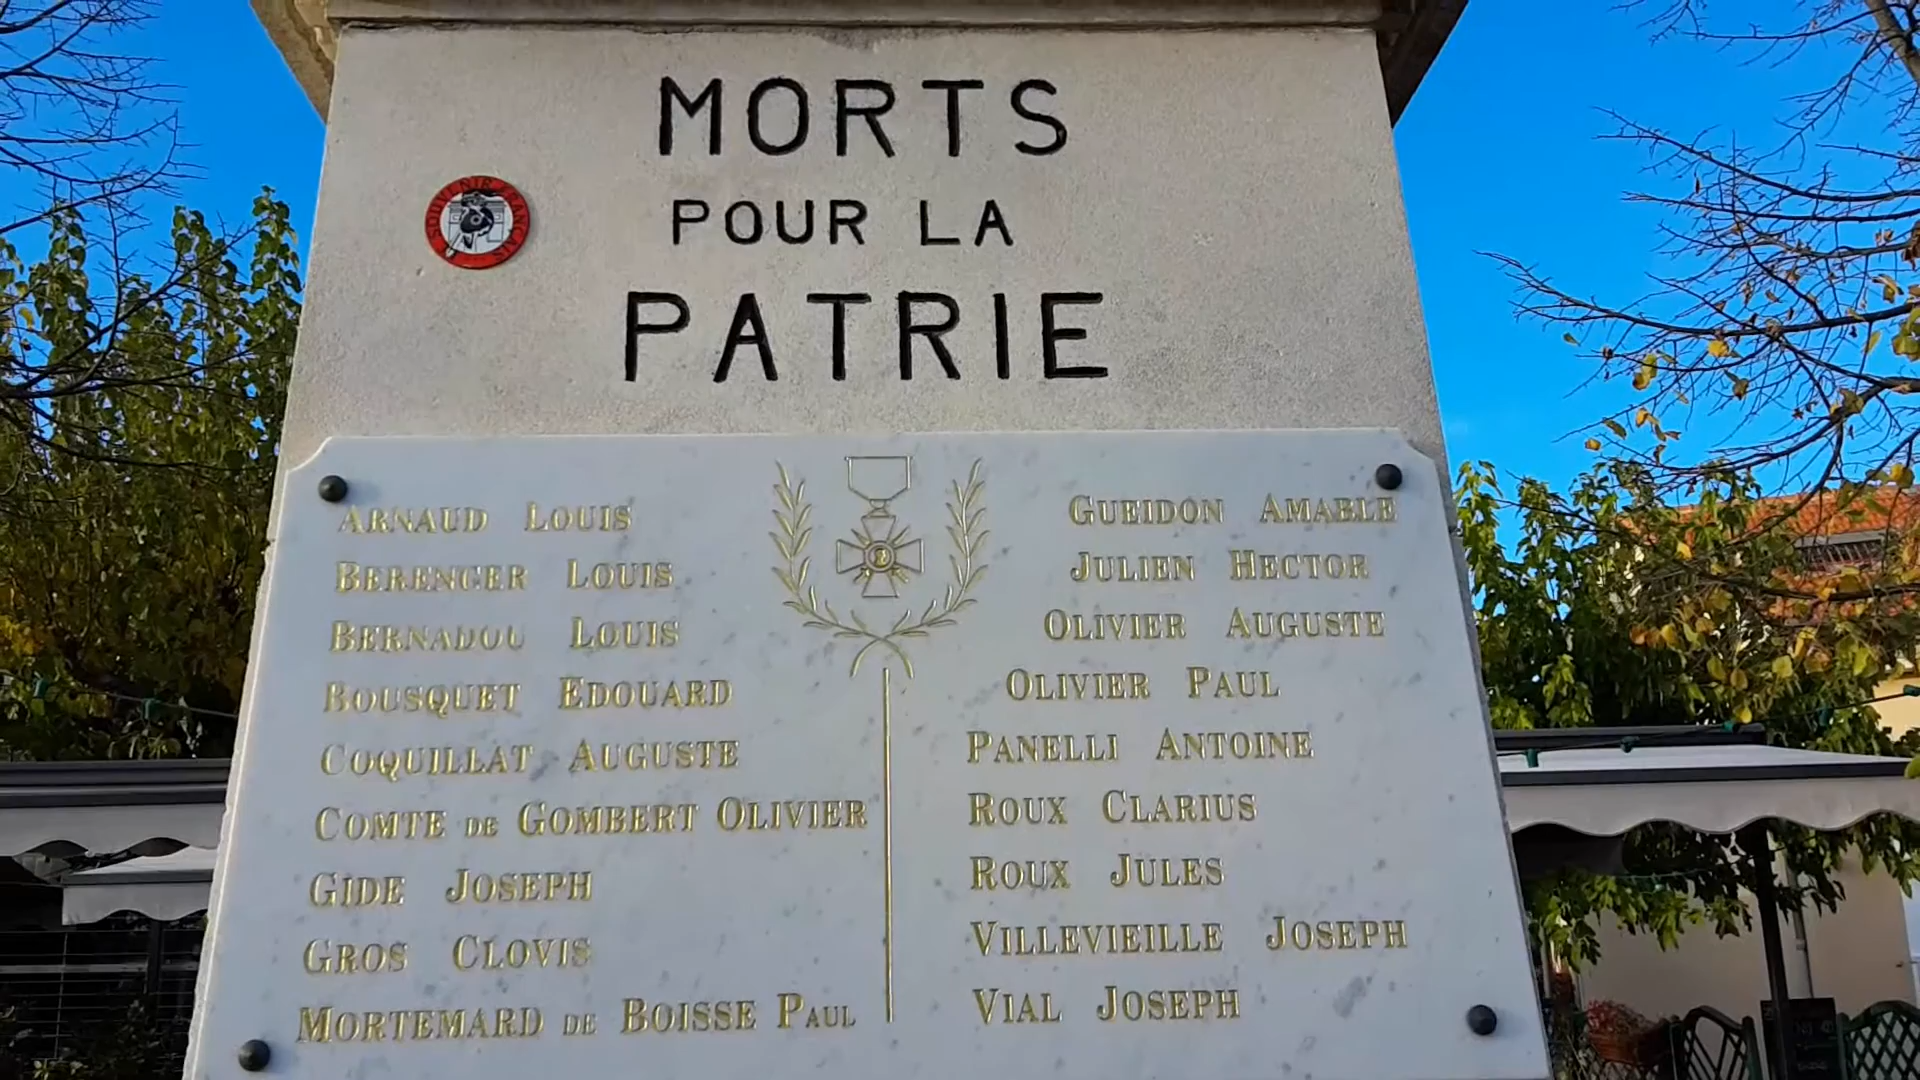 MORTS
POUR LA
PATRIE
SOUVENIR FRANÇAIS
ARNAUD LOUIS
BERENGER LOUIS
BERNADOU LOUIS
BOUSQUET EDOUARD
COQUILLAT AUGUSTE
COMTE DE GOMBERT OLIVIER
GIDE JOSEPH
GROS CLOVIS
MORTEMARD DE BOISSE PAUL
GUEIDON AMABLE
JULIEN HECTOR
OLIVIER AUGUSTE
OLIVIER PAUL
PANELLI ANTOINE
ROUX CLARIUS
ROUX JULES
VILLEVIEILLE JOSEPH
VIAL JOSEPH